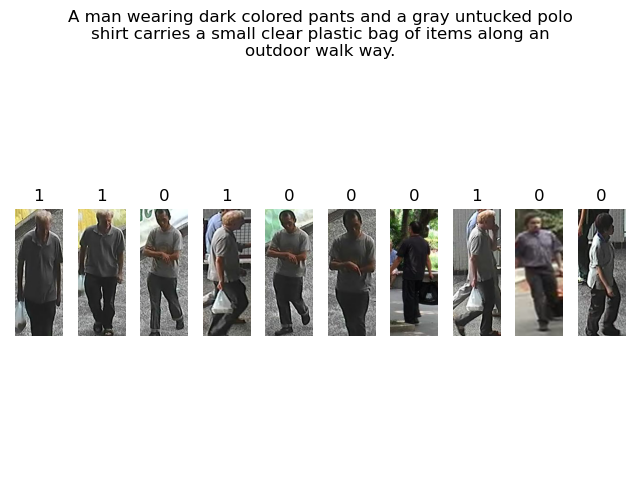 A man wearing dark colored pants and a gray untucked polo
shirt carries a small clear plastic bag of items along an
outdoor walk way.
1 1 0 1 0 0 0 1 0 0